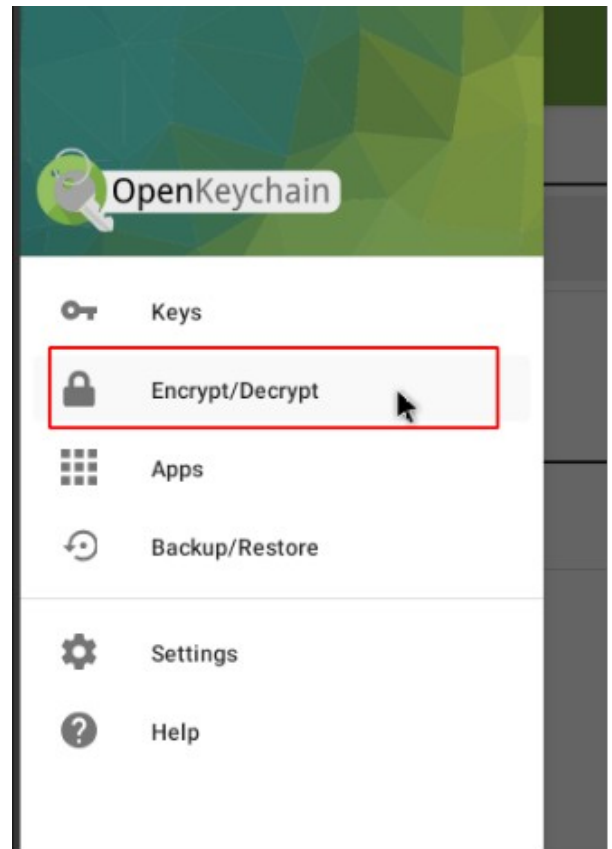 OpenKeychain
Keys
Encrypt/Decrypt
Apps
Backup/Restore
Settings
Help